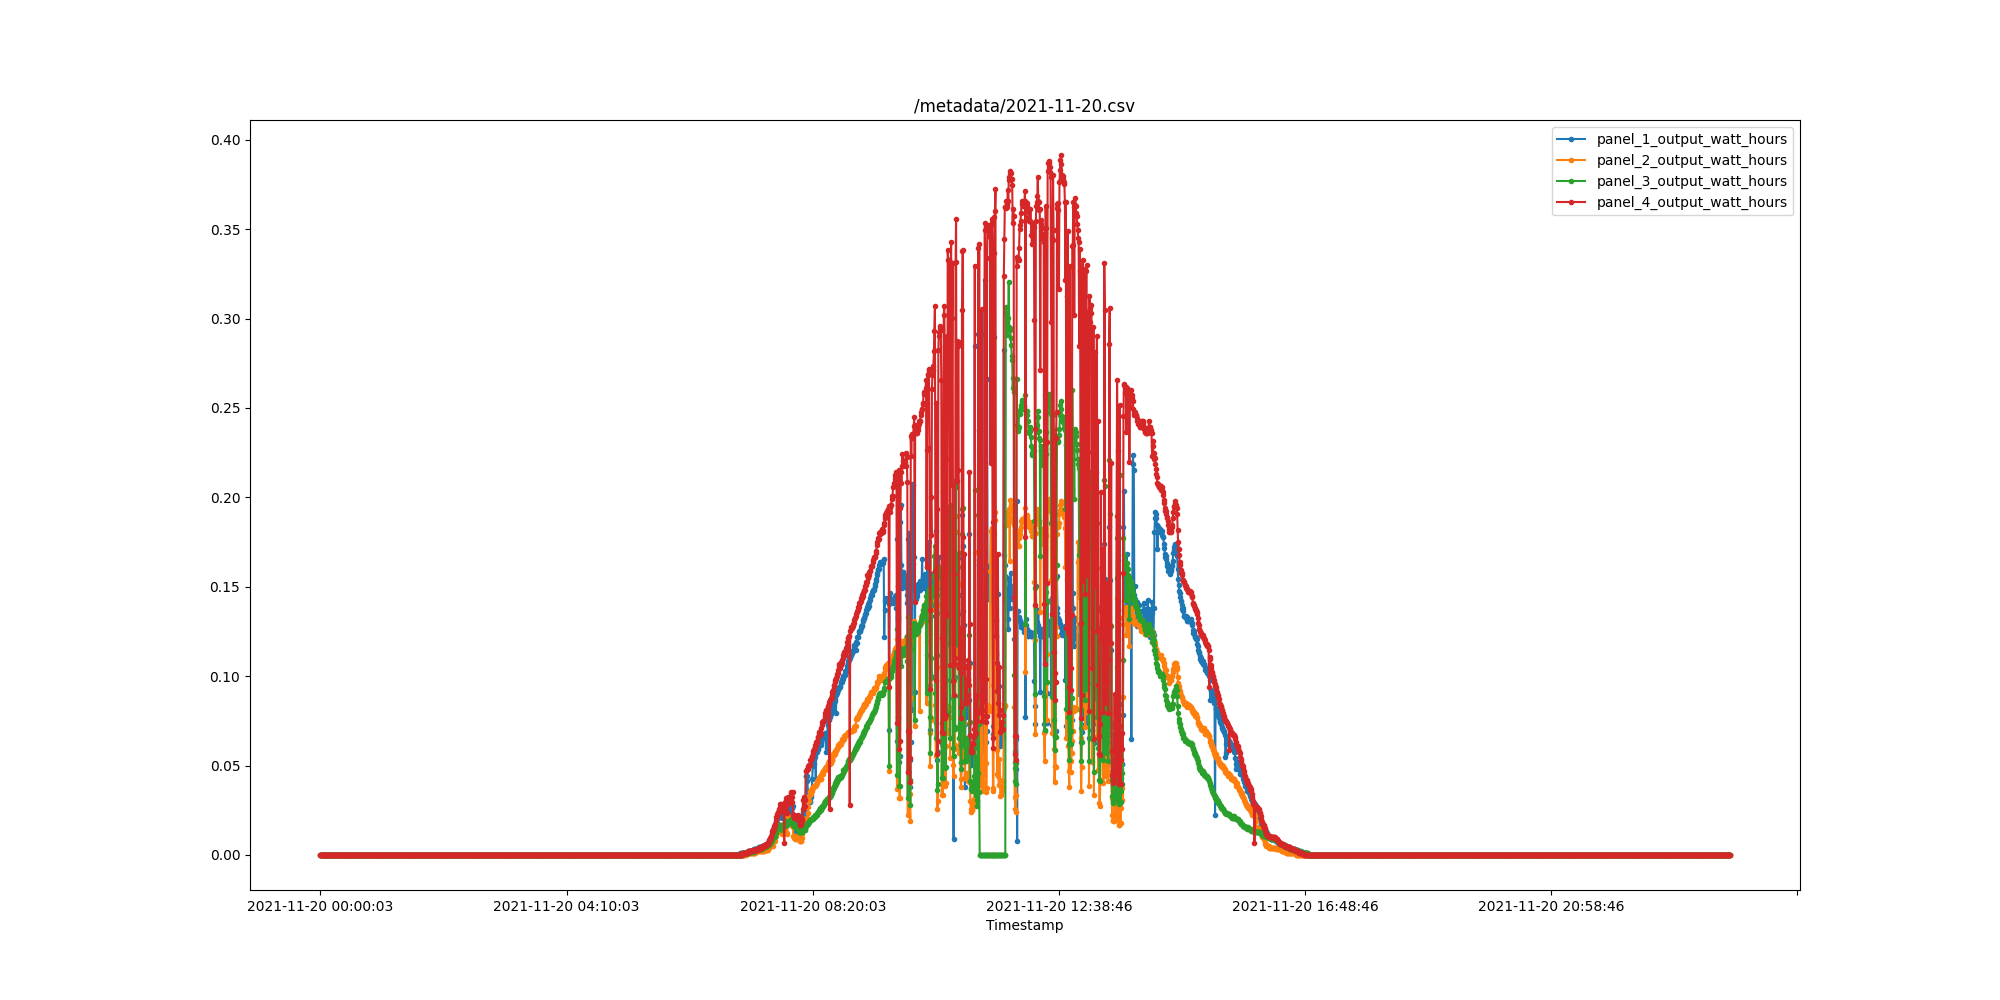 /metadata/2021-11-20.csv
panel_1_output_watt_hours
panel_2_output_watt_hours
panel_3_output_watt_hours
panel_4_output_watt_hours
0.40
0.35
0.30
0.25
0.20
0.15
0.10
0.05
0.00
2021-11-20 00:00:03 2021-11-20 04:10:03 2021-11-20 08:20:03 2021-11-20 12:38:46 2021-11-20 16:48:46 2021-11-20 20:58:46
Timestamp